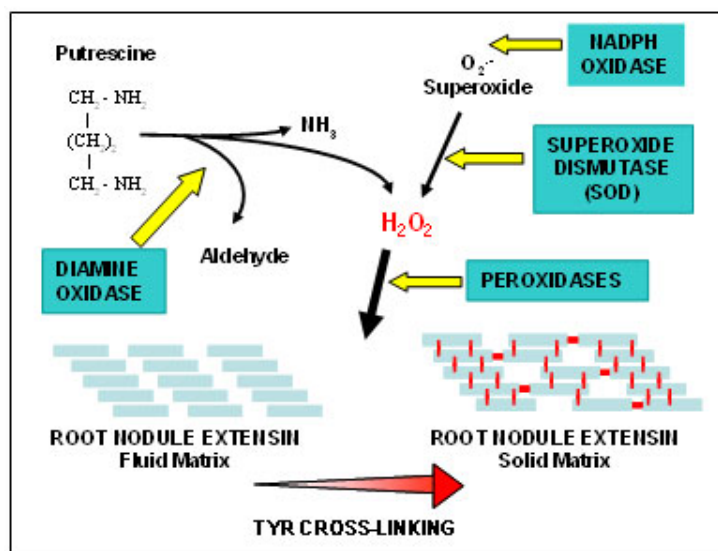 Putrescine
CH₂ - NH₂
(CH₂)₂
CH₂ - NH₂
NH₃
Aldehyde
DIAMINE
OXIDASE
O₂·-
Superoxide
NADPH
OXIDASE
SUPEROXIDE
DISMUTASE
(SOD)
H₂O₂
PEROXIDASES
ROOT NODULE EXTENSIN
Fluid Matrix
ROOT NODULE EXTENSIN
Solid Matrix
TYR CROSS-LINKING